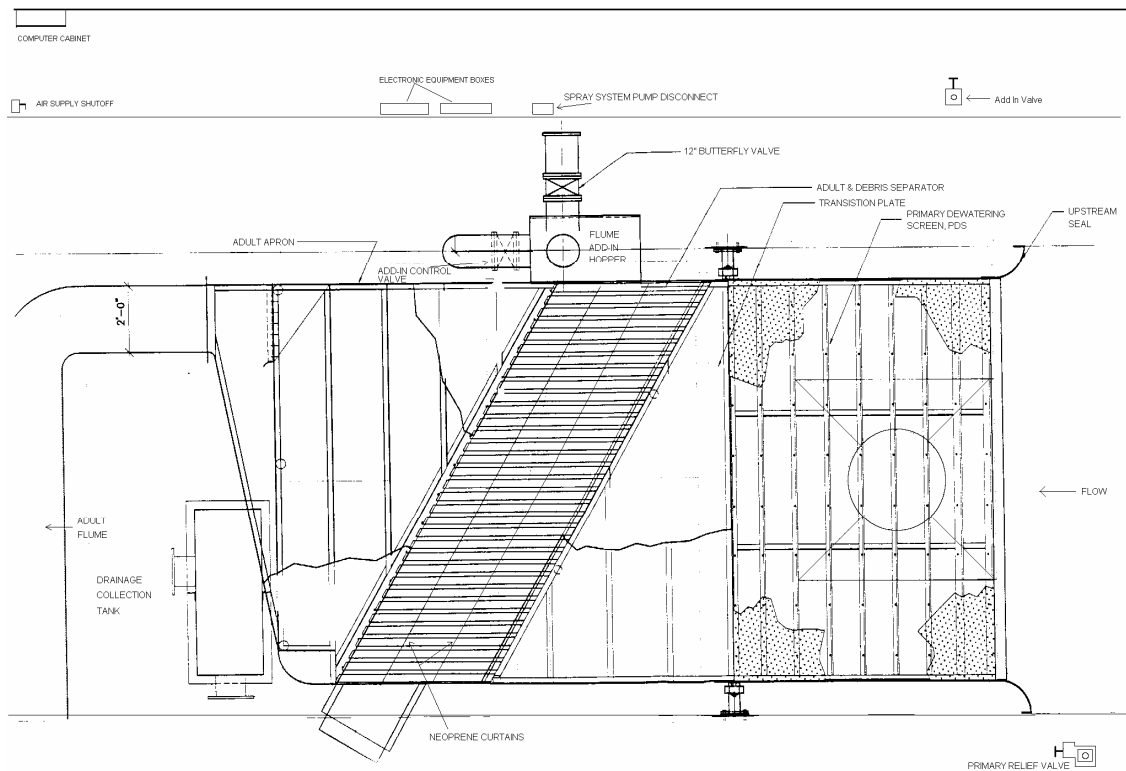 COMPUTER CABINET
ELECTRONIC EQUIPMENT BOXES
AIR SUPPLY SHUTOFF
SPRAY SYSTEM PUMP DISCONNECT
Add In Valve
12" BUTTERFLY VALVE
ADULT & DEBRIS SEPARATOR
TRANSISTION PLATE
PRIMARY DEWATERING
SCREEN, PDS
UPSTREAM
SEAL
ADULT APRON
FLUME
ADD-IN
HOPPER
ADD-IN CONTROL
VALVE
2'-0"
FLOW
ADULT
FLUME
DRAINAGE
COLLECTION
TANK
NEOPRENE CURTAINS
PRIMARY RELIEF VALVE